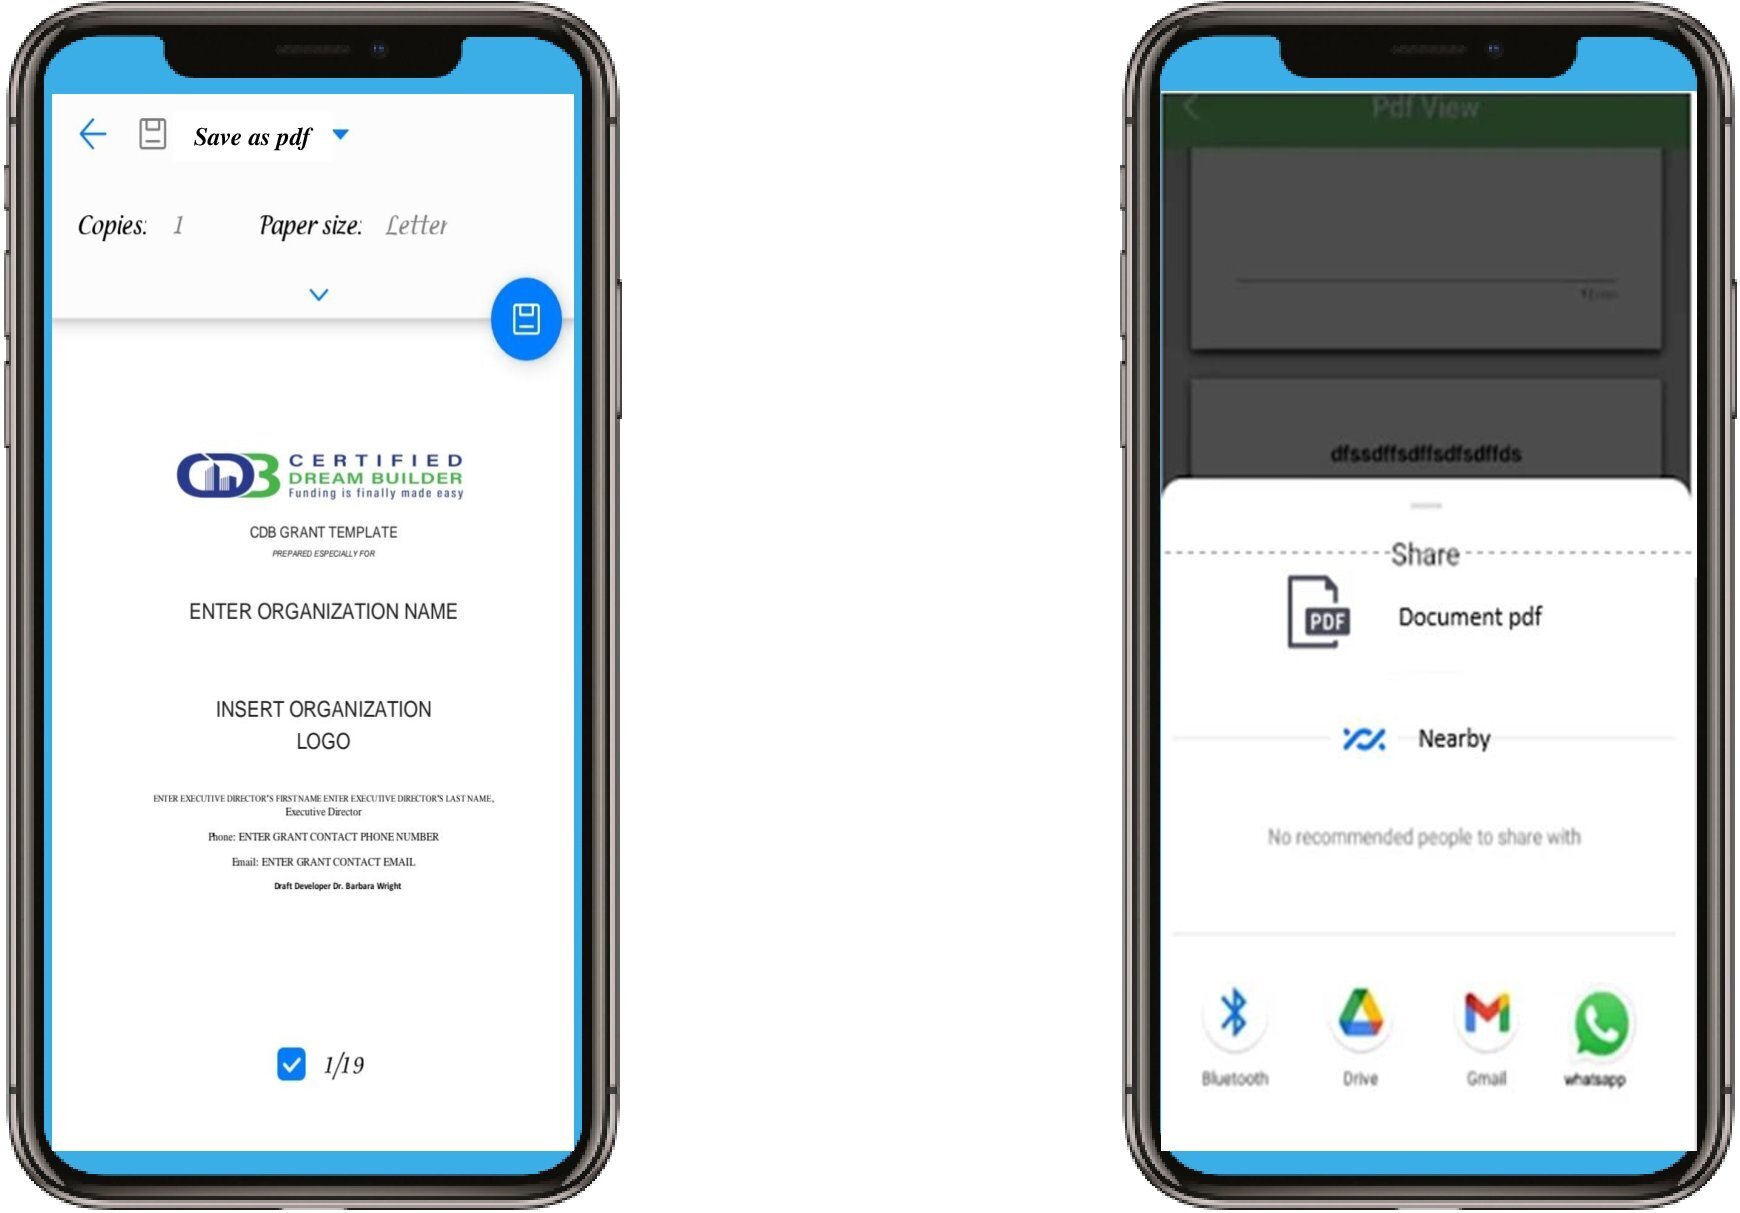 Save as pdf
Copies: 1 Paper size: Letter
CDB CERTIFIED
DREAM BUILDER
Funding is finally made easy
CDB GRANT TEMPLATE
PREPARED ESPECIALLY FOR
ENTER ORGANIZATION NAME
INSERT ORGANIZATION
LOGO
ENTER EXECUTIVE DIRECTOR'S FIRST NAME ENTER EXECUTIVE DIRECTOR'S LAST NAME,
Executive Director
Phone: ENTER GRANT CONTACT PHONE NUMBER
Email: ENTER GRANT CONTACT EMAIL
Draft Developer Dr. Barbara Wright
1/19
Pdf View
dfssdffsdffsdfsdffds
Share
PDF Document pdf
Nearby
No recommended people to share with
Bluetooth Drive Gmail whatsapp